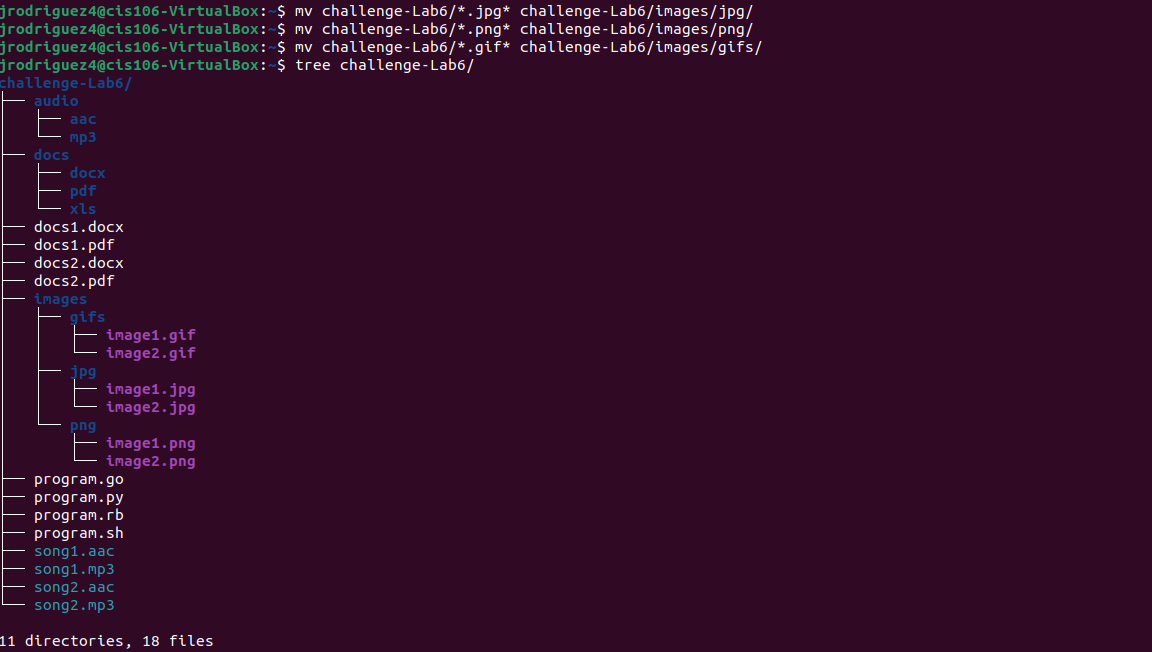 jrodriguez4@cis106-VirtualBox:~$ mv challenge-Lab6/*.jpg* challenge-Lab6/images/jpg/
jrodriguez4@cis106-VirtualBox:~$ mv challenge-Lab6/*.png* challenge-Lab6/images/png/
jrodriguez4@cis106-VirtualBox:~$ mv challenge-Lab6/*.gif* challenge-Lab6/images/gifs/
jrodriguez4@cis106-VirtualBox:~$ tree challenge-Lab6/
challenge-Lab6/
├── audio
│   ├── aac
│   └── mp3
├── docs
│   ├── docx
│   ├── pdf
│   └── xls
├── docs1.docx
├── docs1.pdf
├── docs2.docx
├── docs2.pdf
├── images
│   ├── gifs
│   │   ├── image1.gif
│   │   └── image2.gif
│   ├── jpg
│   │   ├── image1.jpg
│   │   └── image2.jpg
│   └── png
│       ├── image1.png
│       └── image2.png
├── program.go
├── program.py
├── program.rb
├── program.sh
├── song1.aac
├── song1.mp3
├── song2.aac
└── song2.mp3
11 directories, 18 files